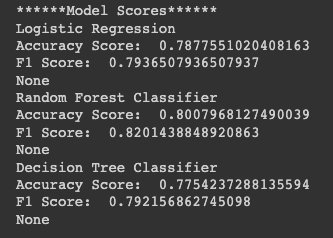 ******Model Scores******
Logistic Regression
Accuracy Score:  0.7877551020408163
F1 Score:  0.7936507936507937
None
Random Forest Classifier
Accuracy Score:  0.8007968127490039
F1 Score:  0.8201438848920863
None
Decision Tree Classifier
Accuracy Score:  0.7754237288135594
F1 Score:  0.792156862745098
None